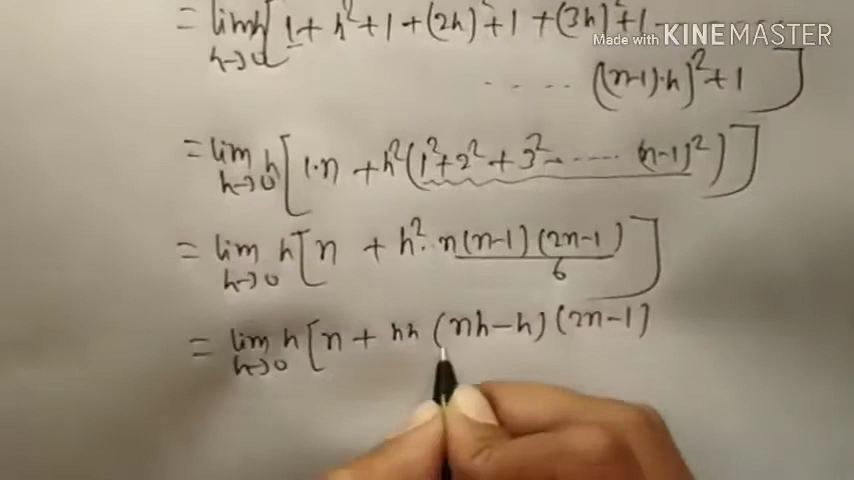 = lim h→0 h[1 + h²+1 + (2h)²+1 + (3h)²+1 ......
Made with KINEMASTER
..... ((n-1)·h)²+1]
= lim h→0 h[1·n + h²(1²+2²+3²- ..... (n-1)²)]
= lim h→0 h[n + h²· n(n-1)(2n-1)/6]
= lim h→0 h[n + nh (nh-h)(2n-1)